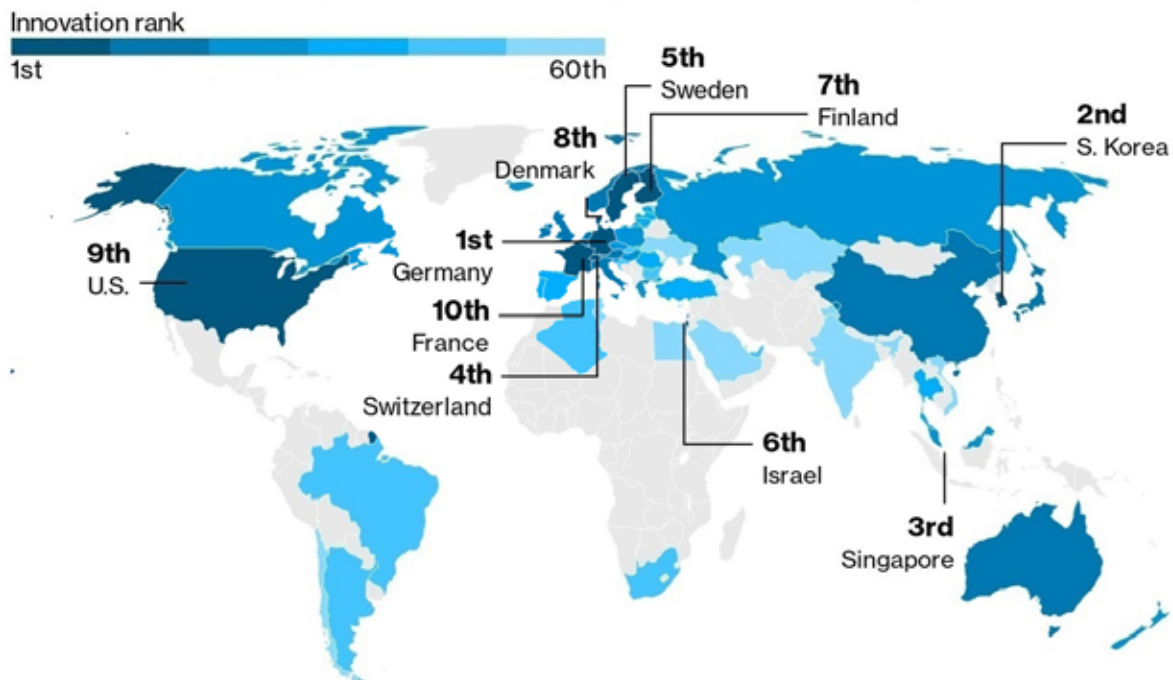 Innovation rank
1st 60th
5th
Sweden
7th
Finland
2nd
S. Korea
8th
Denmark
1st
Germany
9th
U.S.
10th
France
4th
Switzerland
6th
Israel
3rd
Singapore